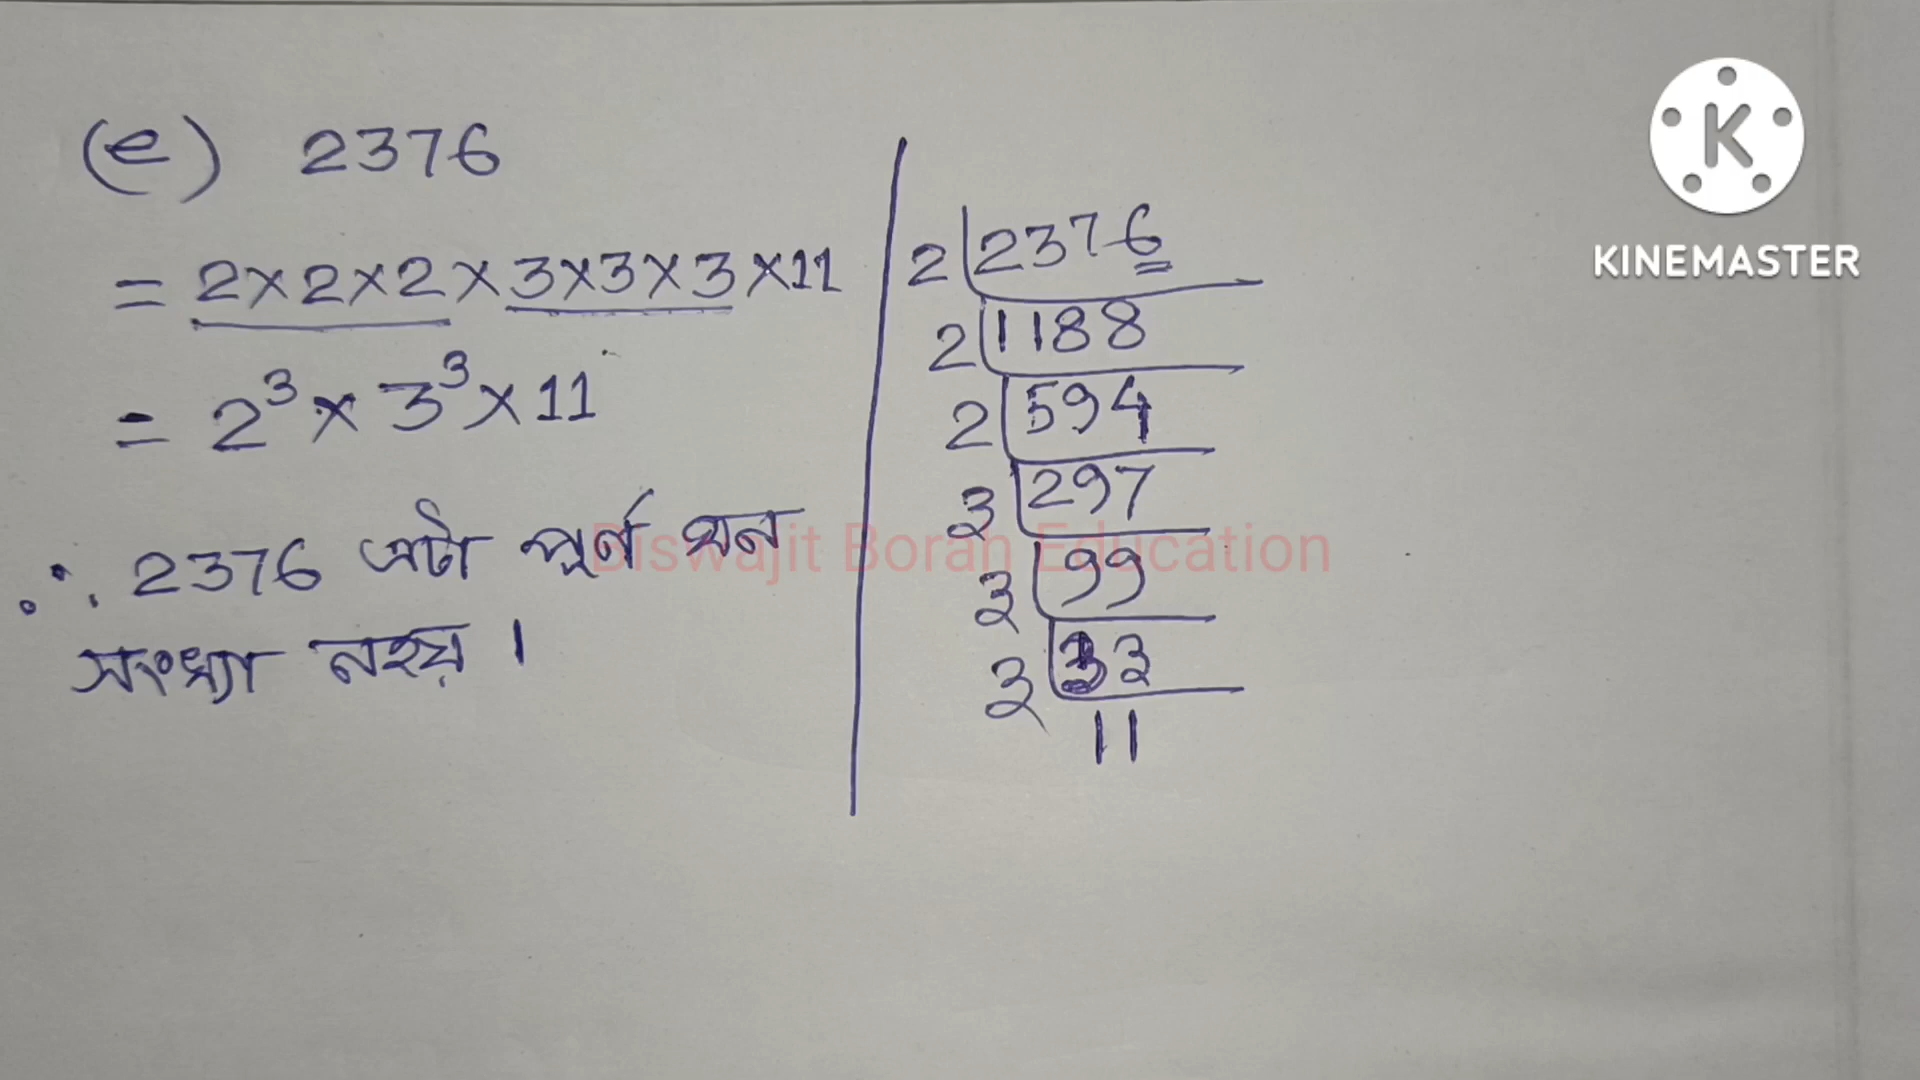 (e) 2376
= 2×2×2×3×3×3×11
= 2³×3³×11
∴ 2376 এটা পূৰ্ণ ঘন
সংখ্যা নহয়।
2 2376
2 1188
2 594
3 297
3 99
3 33
11
Biswajit Borah Education
K
KINEMASTER